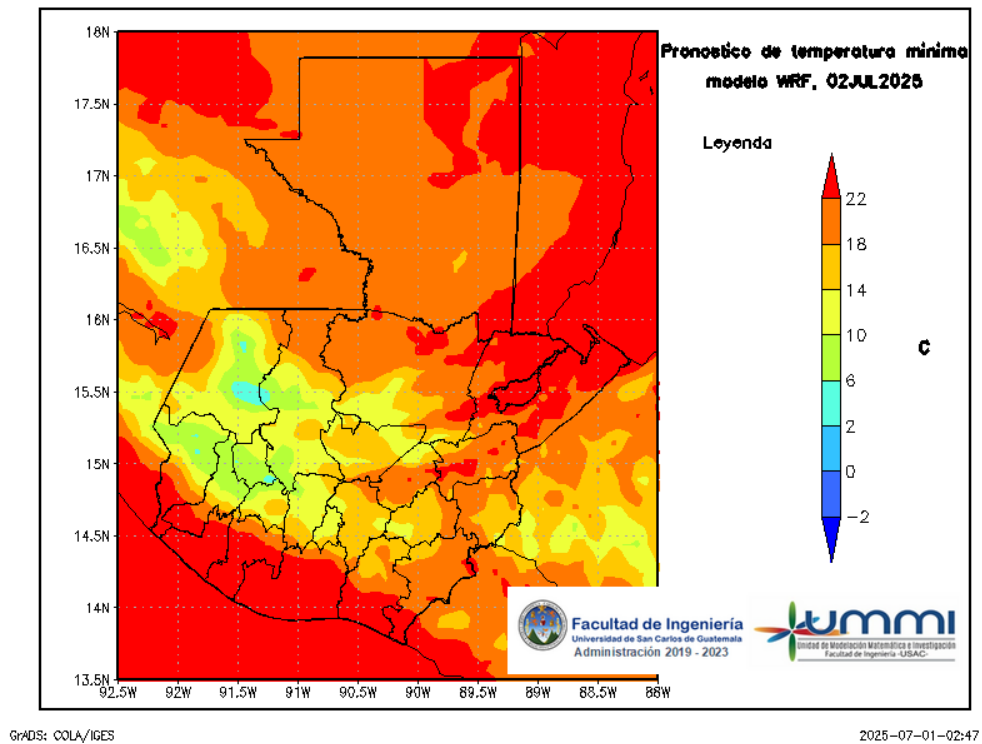 Pronostico de temperatura minima
modelo WRF, 02JUL2025
Leyenda
18N
17.5N
17N
16.5N
16N
15.5N
15N
14.5N
14N
13.5N
92.5W
92W
91.5W
91W
90.5W
90W
89.5W
89W
88.5W
88W
22
18
14
10
6
2
0
-2
C
Facultad de Ingeniería
Universidad de San Carlos de Guatemala
Administración 2019 - 2023
ummi
Unidad de Modelación Matemática e Investigación
Facultad de Ingeniería -USAC-
GrADS: COLA/IGES
2025-07-01-02:47